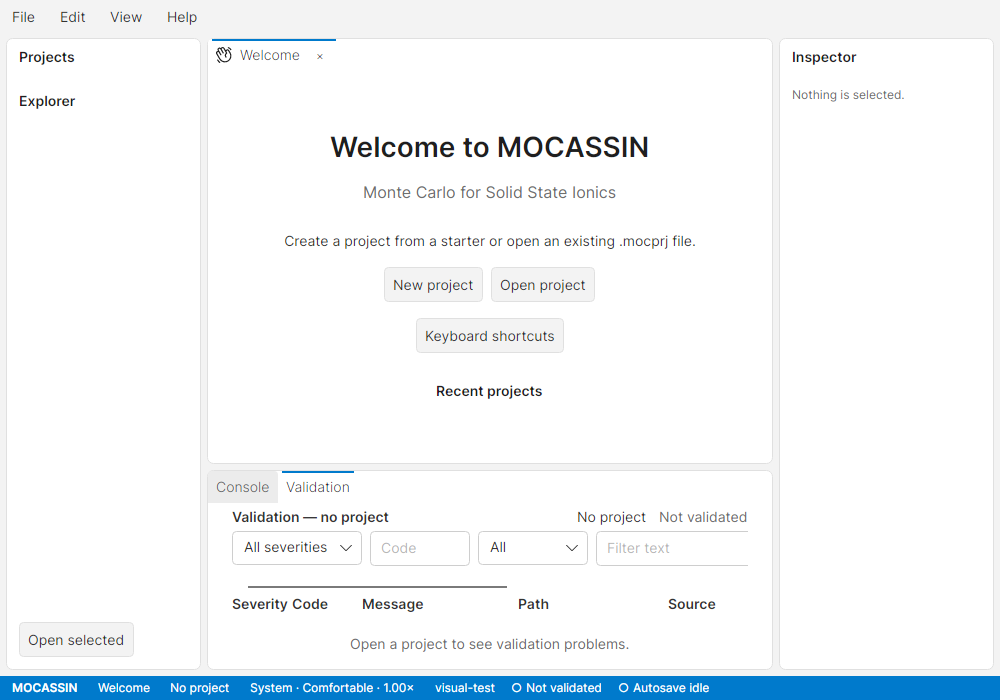 File Edit View Help
Projects
Explorer
Open selected
Welcome ×
Welcome to MOCASSIN
Monte Carlo for Solid State Ionics
Create a project from a starter or open an existing .mocprj file.
New project Open project
Keyboard shortcuts
Recent projects
Console Validation
Validation — no project No project Not validated
All severities Code All Filter text
Severity Code Message Path Source
Open a project to see validation problems.
Inspector
Nothing is selected.
MOCASSIN Welcome No project System · Comfortable · 1.00× visual-test Not validated Autosave idle